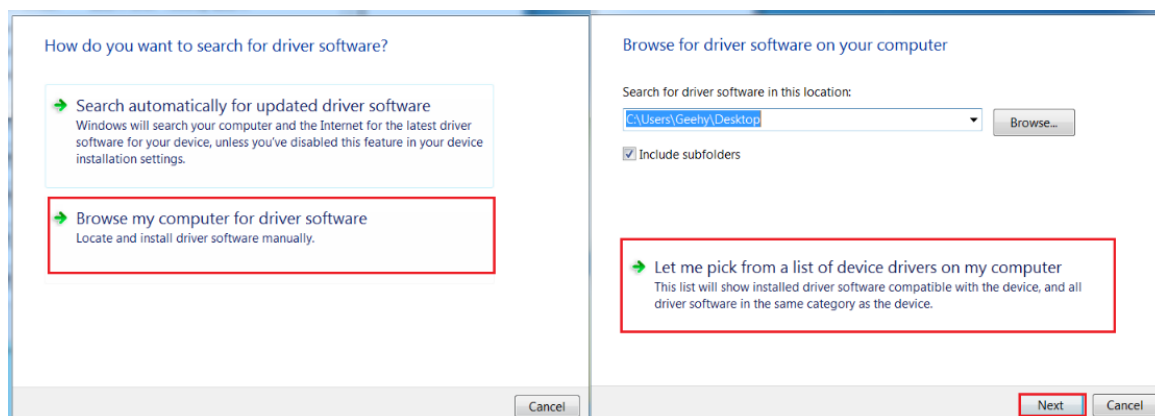 How do you want to search for driver software?
Search automatically for updated driver software
Windows will search your computer and the Internet for the latest driver
software for your device, unless you've disabled this feature in your device
installation settings.
Browse my computer for driver software
Locate and install driver software manually.
Cancel
Browse for driver software on your computer
Search for driver software in this location:
C:\Users\Geehy\Desktop
Browse...
Include subfolders
Let me pick from a list of device drivers on my computer
This list will show installed driver software compatible with the device, and all
driver software in the same category as the device.
Next
Cancel